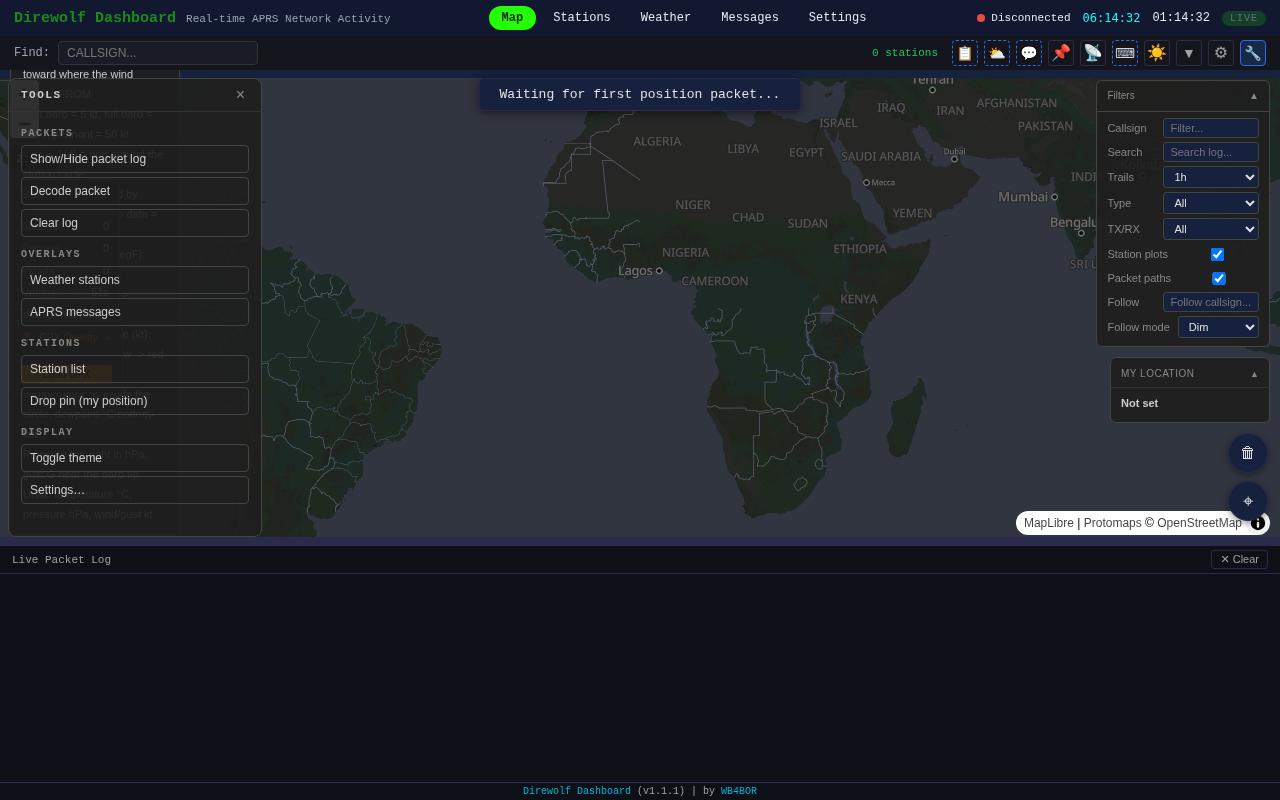 Direwolf Dashboard Real-time APRS Network Activity Map Stations Weather Messages Settings Disconnected 06:14:32 01:14:32 LIVE
Find: CALLSIGN... 0 stations
toward where the wind
TOOLS ×
PACKETS
Show/Hide packet log
Decode packet
Clear log
OVERLAYS
Weather stations
APRS messages
STATIONS
Station list
Drop pin (my position)
DISPLAY
Toggle theme
Settings…
pressure hPa, wind/gust kt
Waiting for first position packet...
Tehran
IRAQ
IRAN
AFGHANISTAN
ISRAEL
PAKISTAN
ALGERIA
LIBYA
EGYPT
SAUDI ARABIA
Dubai
Mecca
Mumbai
NIGER
CHAD
SUDAN
YEMEN
NIGERIA
ETHIOPIA
Lagos
CAMEROON
KENYA
Filters ▲
Callsign Filter...
Search Search log...
Trails 1h
Type All
TX/RX All
Station plots
Packet paths
Follow Follow callsign...
Follow mode Dim
MY LOCATION ▲
Not set
MapLibre | Protomaps © OpenStreetMap
Live Packet Log ✕ Clear
Direwolf Dashboard (v1.1.1) | by WB4BOR